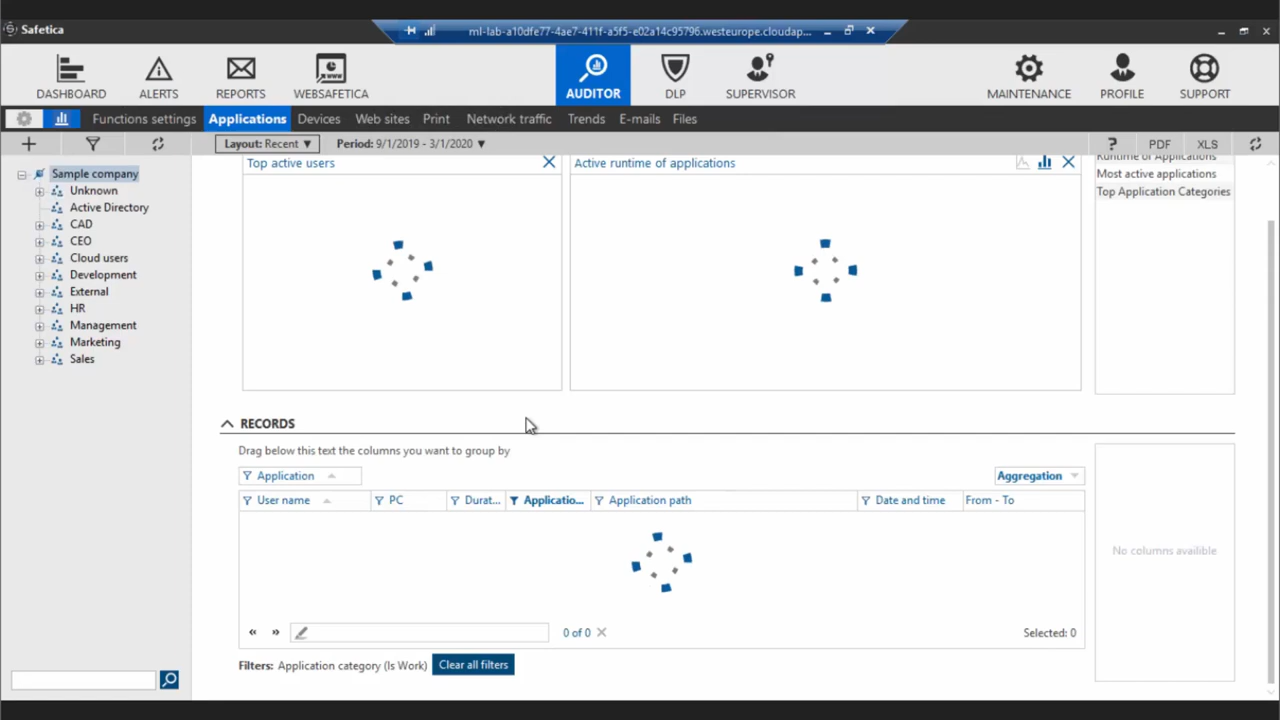 Safetica
ml-lab-a10dfe77-4ae7-411f-a5f5-e02a14c95796.westeurope.cloudap...
DASHBOARD
ALERTS
REPORTS
WWW
WEBSAFETICA
AUDITOR
DLP
SUPERVISOR
MAINTENANCE
PROFILE
SUPPORT
Functions settings
Applications
Devices
Web sites
Print
Network traffic
Trends
E-mails
Files
Layout: Recent ▼
Period: 9/1/2019 - 3/1/2020 ▼
?
PDF
XLS
Sample company
Unknown
Active Directory
CAD
CEO
Cloud users
Development
External
HR
Management
Marketing
Sales
Top active users
Active runtime of applications
Runtime of Applications
Most active applications
Top Application Categories
RECORDS
Drag below this text the columns you want to group by
Application
Aggregation
User name
PC
Durat...
Applicatio...
Application path
Date and time
From - To
No columns availible
« »
0 of 0
Selected: 0
Filters: Application category (Is Work)
Clear all filters